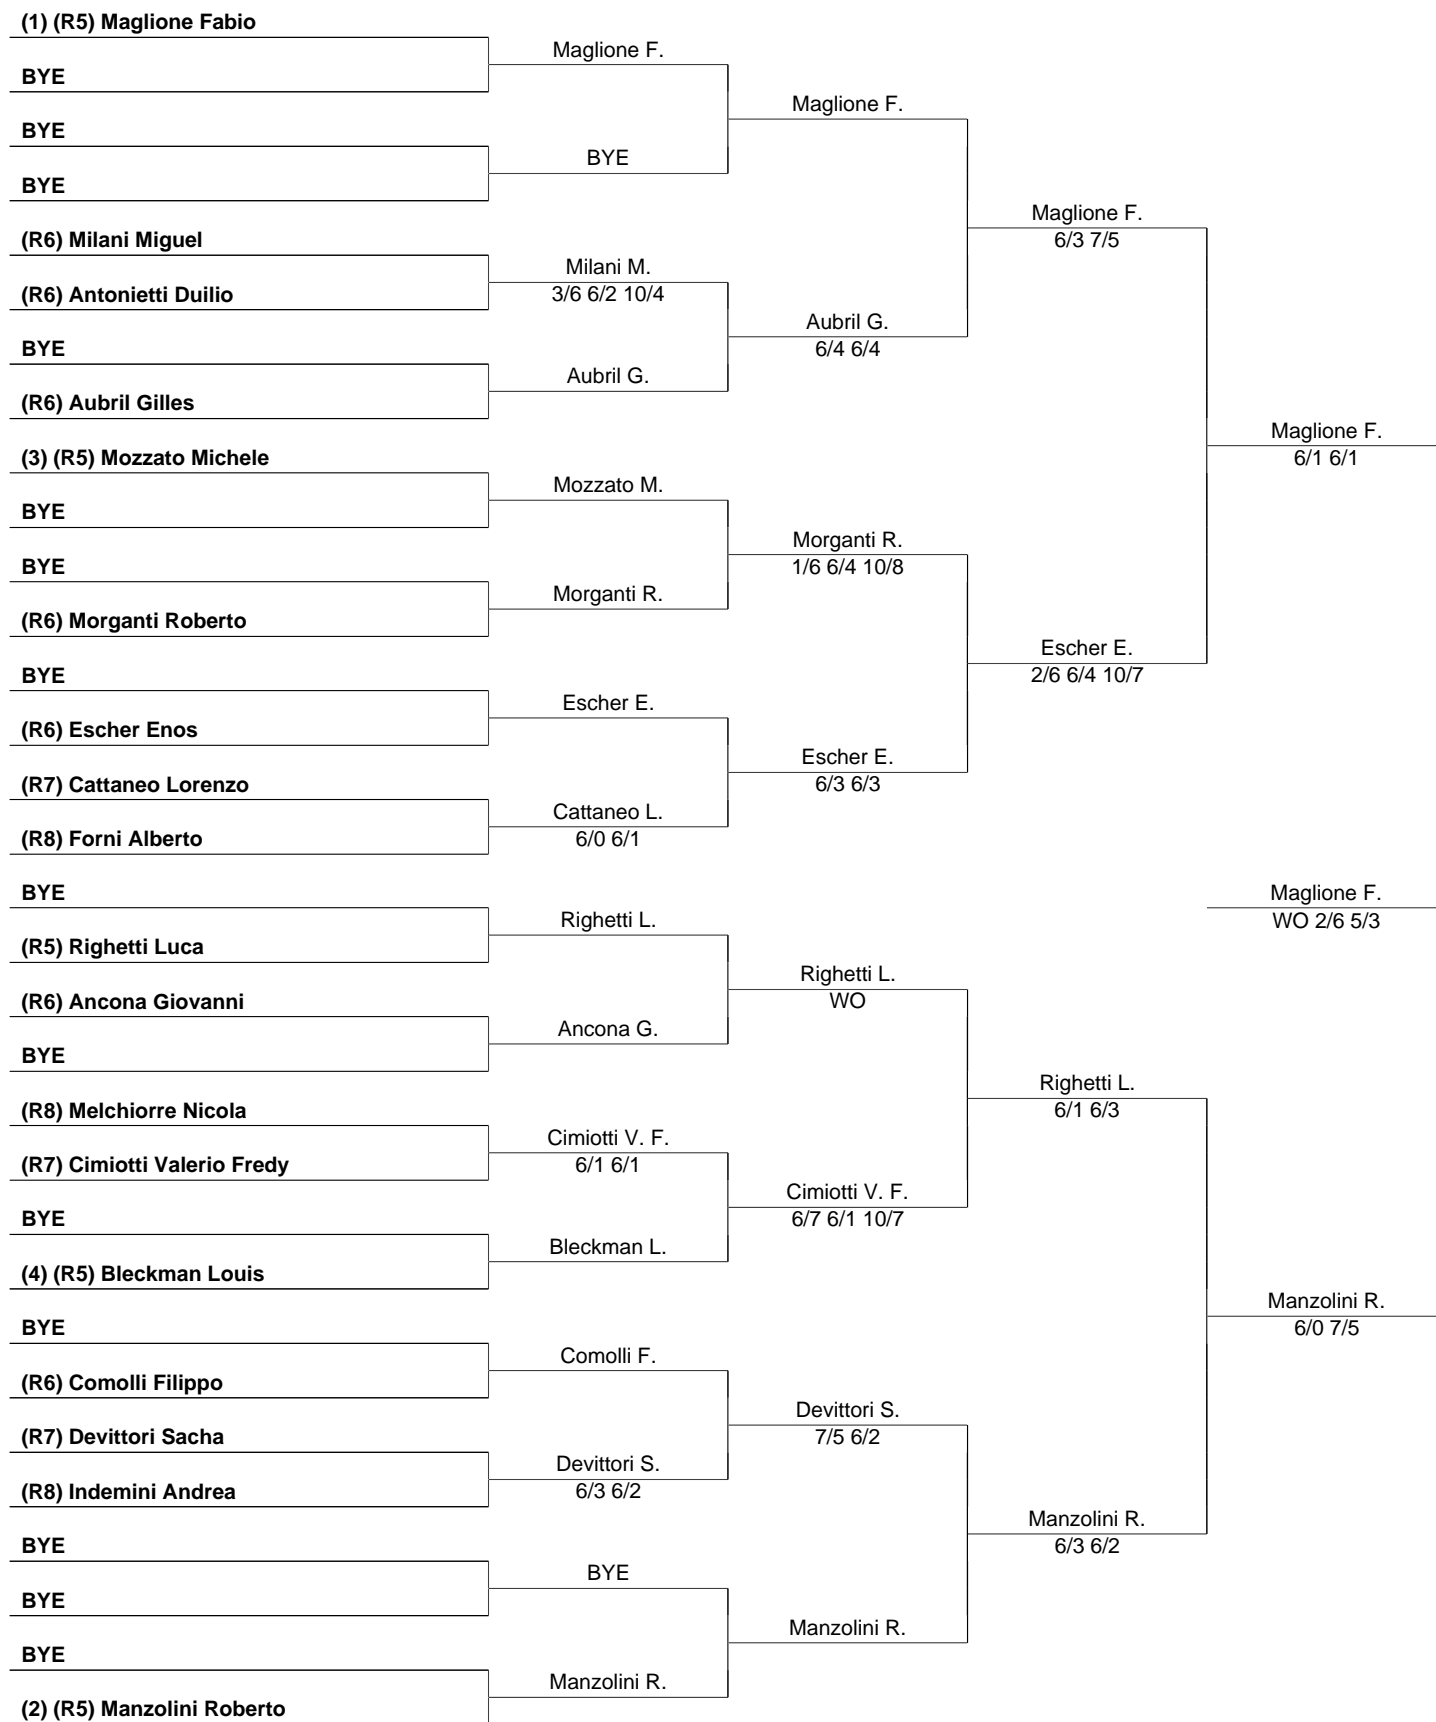 (1) (R5) Maglione Fabio
Maglione F.
BYE
Maglione F.
BYE
BYE
BYE
Maglione F.
6/3 7/5
(R6) Milani Miguel
Milani M.
3/6 6/2 10/4
(R6) Antonietti Duilio
Aubril G.
6/4 6/4
BYE
Aubril G.
(R6) Aubril Gilles
Maglione F.
6/1 6/1
(3) (R5) Mozzato Michele
Mozzato M.
BYE
Morganti R.
1/6 6/4 10/8
BYE
Morganti R.
(R6) Morganti Roberto
Escher E.
2/6 6/4 10/7
BYE
Escher E.
(R6) Escher Enos
Escher E.
6/3 6/3
(R7) Cattaneo Lorenzo
Cattaneo L.
6/0 6/1
(R8) Forni Alberto
BYE
Maglione F.
WO 2/6 5/3
Righetti L.
(R5) Righetti Luca
Righetti L.
WO
(R6) Ancona Giovanni
Ancona G.
BYE
Righetti L.
6/1 6/3
(R8) Melchiorre Nicola
Cimiotti V. F.
6/1 6/1
(R7) Cimiotti Valerio Fredy
Cimiotti V. F.
6/7 6/1 10/7
BYE
Bleckman L.
(4) (R5) Bleckman Louis
Manzolini R.
6/0 7/5
BYE
Comolli F.
(R6) Comolli Filippo
Devittori S.
7/5 6/2
(R7) Devittori Sacha
Devittori S.
6/3 6/2
(R8) Indemini Andrea
Manzolini R.
6/3 6/2
BYE
BYE
BYE
Manzolini R.
BYE
Manzolini R.
(2) (R5) Manzolini Roberto